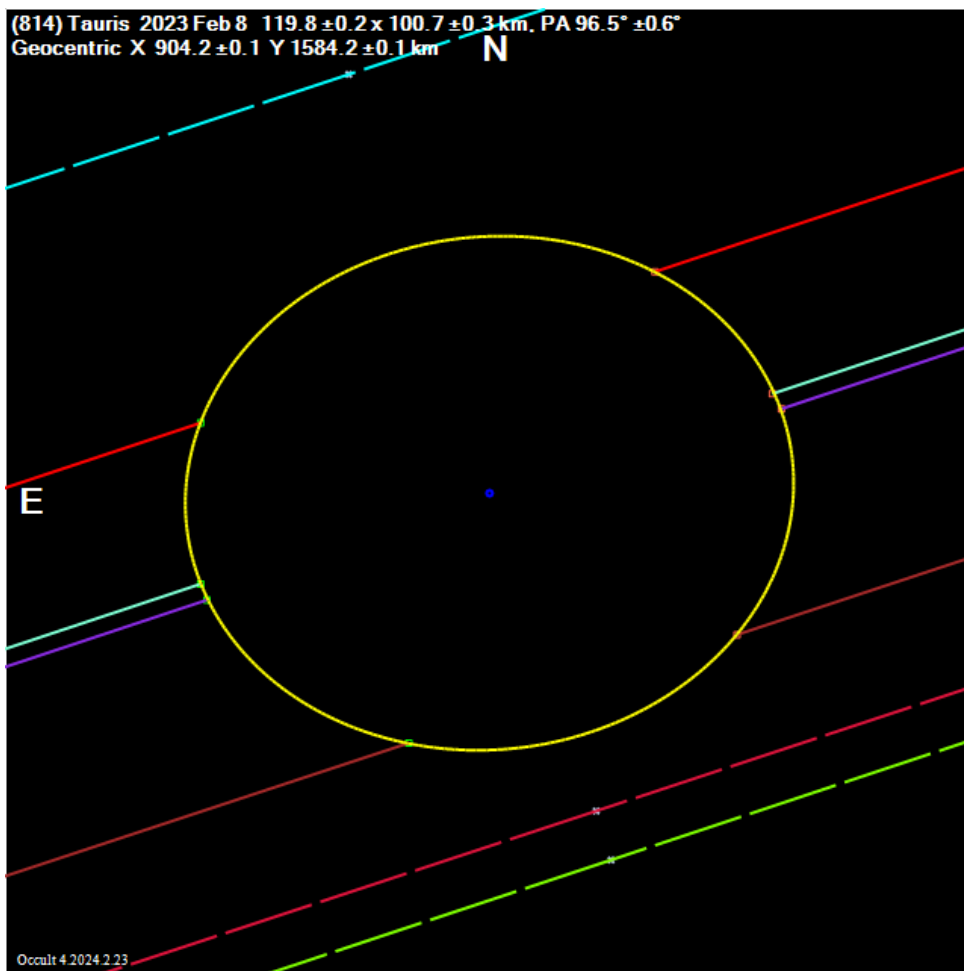 (814) Tauris 2023 Feb 8 119.8 ±0.2 x 100.7 ±0.3 km, PA 96.5° ±0.6°
Geocentric X 904.2 ±0.1 Y 1584.2 ±0.1 km
N
E
Occult 4.2024.2.23